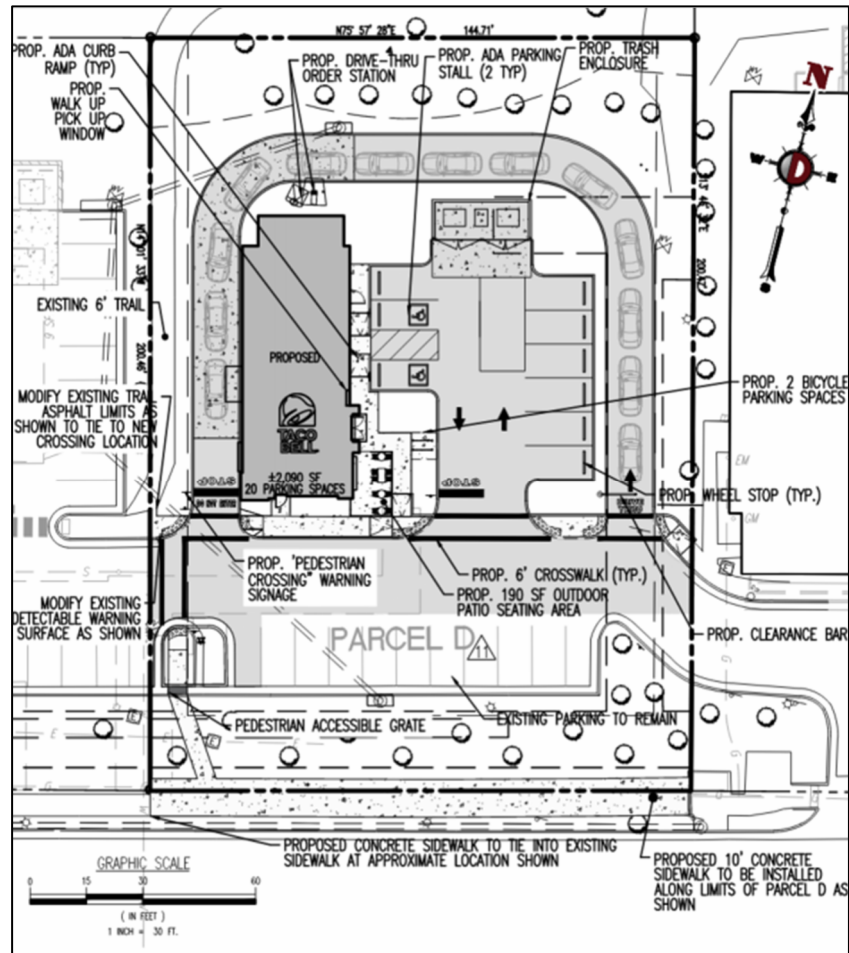 N75° 57' 28"E 144.71'
PROP. ADA CURB
RAMP (TYP)
PROP. DRIVE-THRU
ORDER STATION
PROP. ADA PARKING
STALL (2 TYP)
PROP. TRASH
ENCLOSURE
PROP.
WALK UP
PICK UP
WINDOW
N
W
D
EXISTING 6' TRAIL
PROPOSED
TACO
BELL
±2,090 SF
20 PARKING SPACES
MODIFY EXISTING TRAIL
ASPHALT LIMITS AS
SHOWN TO TIE TO NEW
CROSSING LOCATION
PROP. 2 BICYCLE
PARKING SPACES
EM
GM
STOP
STOP
PROP. WHEEL STOP (TYP.)
PROP. "PEDESTRIAN
CROSSING" WARNING
SIGNAGE
PROP. 6' CROSSWALK (TYP.)
PROP. 190 SF OUTDOOR
PATIO SEATING AREA
MODIFY EXISTING
DETECTABLE WARNING
SURFACE AS SHOWN
PROP. CLEARANCE BAR
PARCEL D
11
PEDESTRIAN ACCESSIBLE GRATE
EXISTING PARKING TO REMAIN
PROPOSED CONCRETE SIDEWALK TO TIE INTO EXISTING
SIDEWALK AT APPROXIMATE LOCATION SHOWN
PROPOSED 10' CONCRETE
SIDEWALK TO BE INSTALLED
ALONG LIMITS OF PARCEL D AS
SHOWN
GRAPHIC SCALE
0 15 30 60
( IN FEET )
1 INCH = 30 FT.